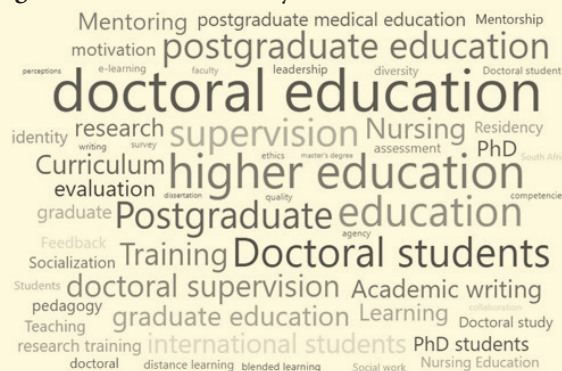 Mentoring postgraduate medical education Mentorship
motivation postgraduate education
perceptions e-learning faculty leadership diversity Doctoral student
doctoral education
identity research supervision Nursing Residency
writing survey assessment PhD
ethics master's degree South Afri
Curriculum higher education
evaluation dissertation quality competencie
graduate Postgraduate education
agency
Feedback Training Doctoral students
Socialization
Students doctoral supervision Academic writing
pedagogy graduate education Learning collaboration
Teaching Doctoral study
research training international students PhD students
doctoral distance learning blended learning Social work Nursing Education